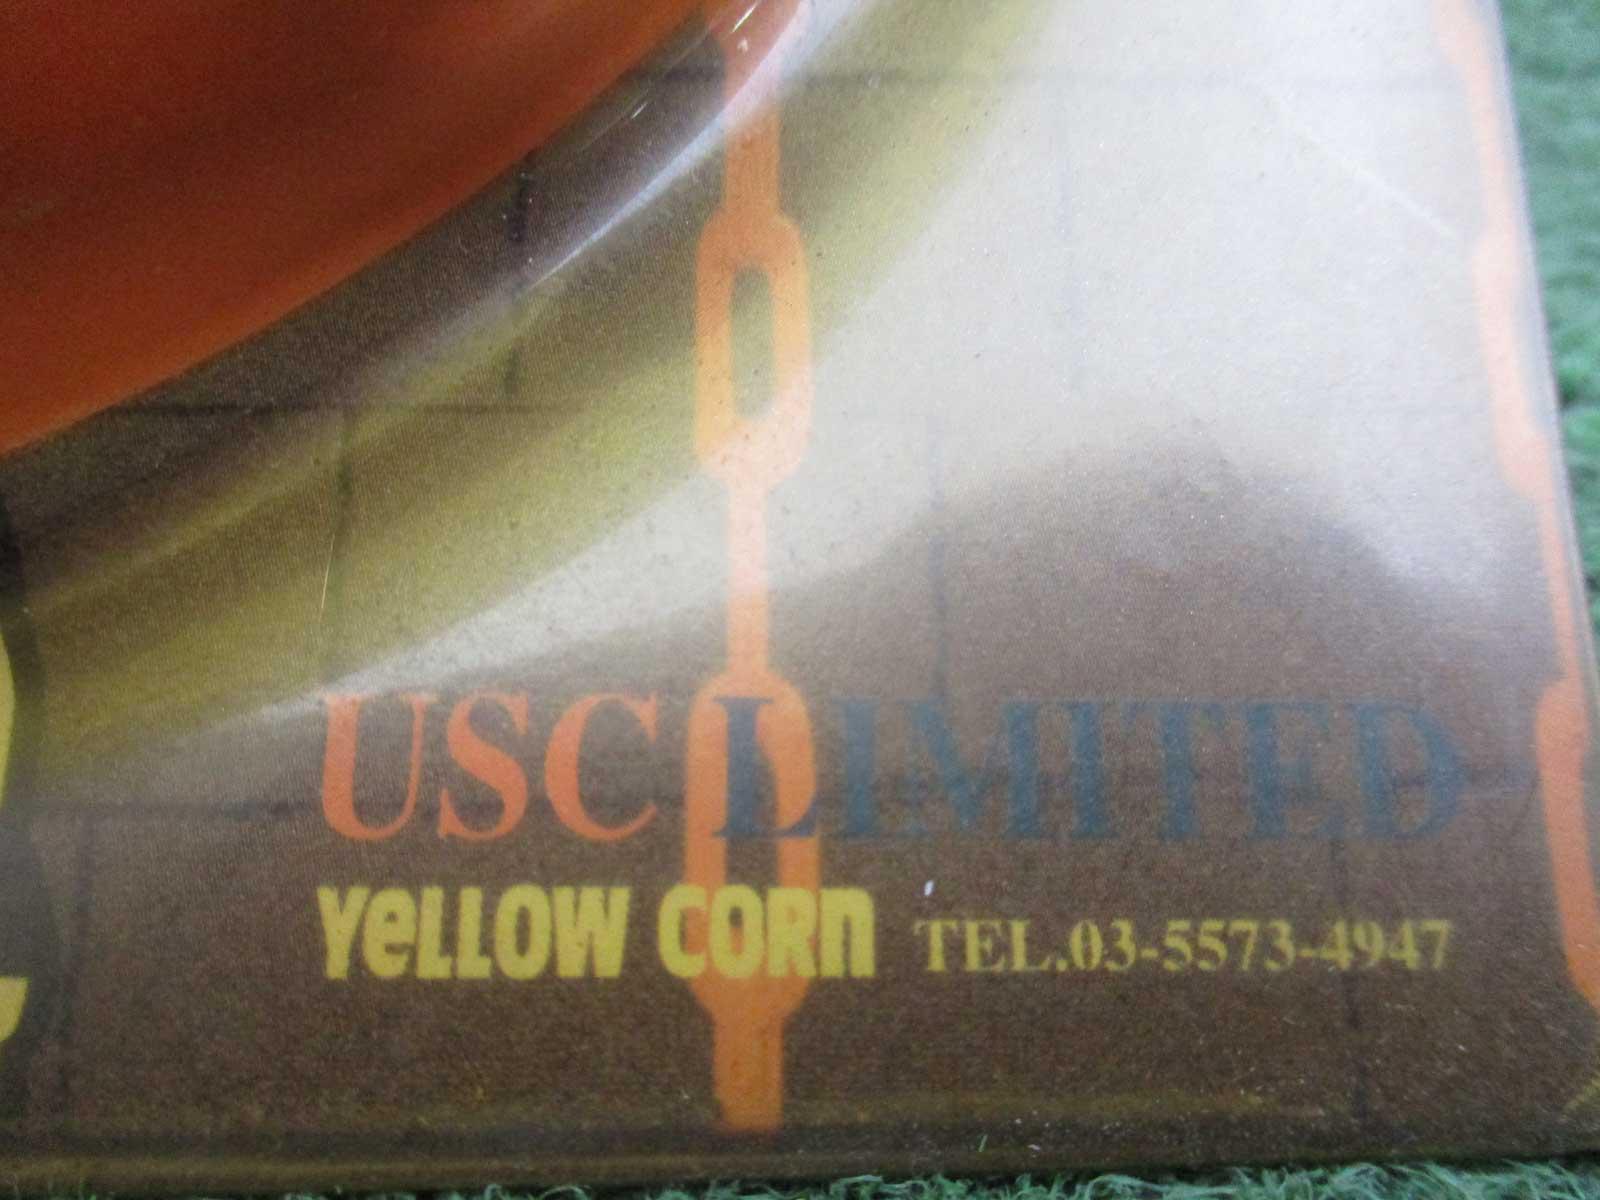 USC LIMITED
YeLLOW CORn TEL.03-5573-4947